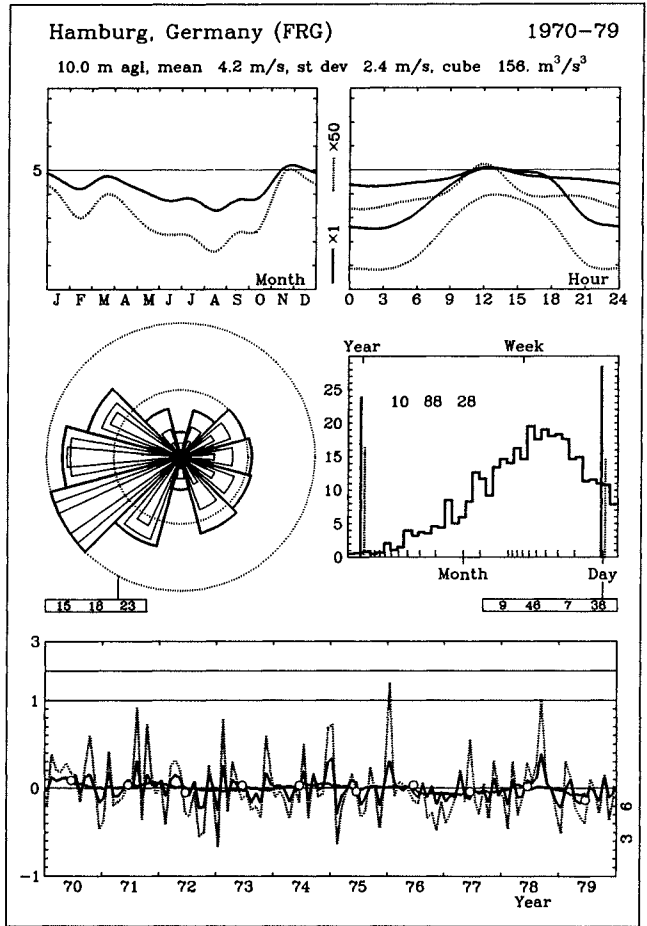 Hamburg, Germany (FRG) 1970-79
10.0 m agl, mean 4.2 m/s, st dev 2.4 m/s, cube 156. m³/s³
5
×1 ×50
Month
J F M A M J J A S O N D
Hour
0 3 6 9 12 15 18 21 24
Year Week
25
20
15
10
5
0
10 88 28
Month Day
15 18 23
9 46 7 38
3
1
0
-1
3 6
70 71 72 73 74 75 76 77 78 79
Year